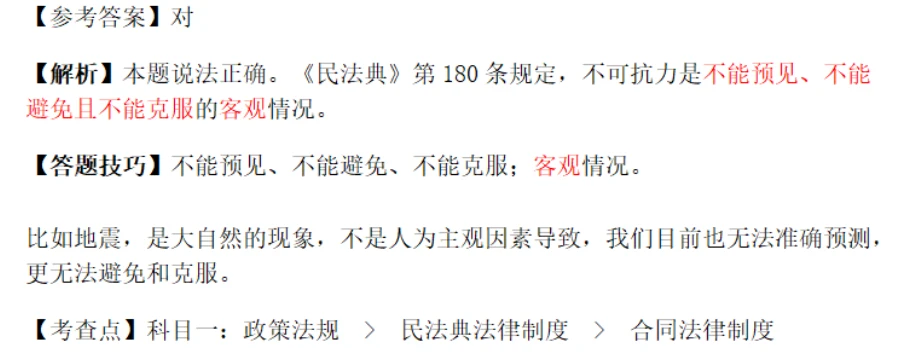 【参考答案】对
【解析】本题说法正确。《民法典》第 180 条规定，不可抗力是不能预见、不能
避免且不能克服的客观情况。
【答题技巧】不能预见、不能避免、不能克服；客观情况。
比如地震，是大自然的现象，不是人为主观因素导致，我们目前也无法准确预测，
更无法避免和克服。
【考查点】科目一：政策法规 > 民法典法律制度 > 合同法律制度